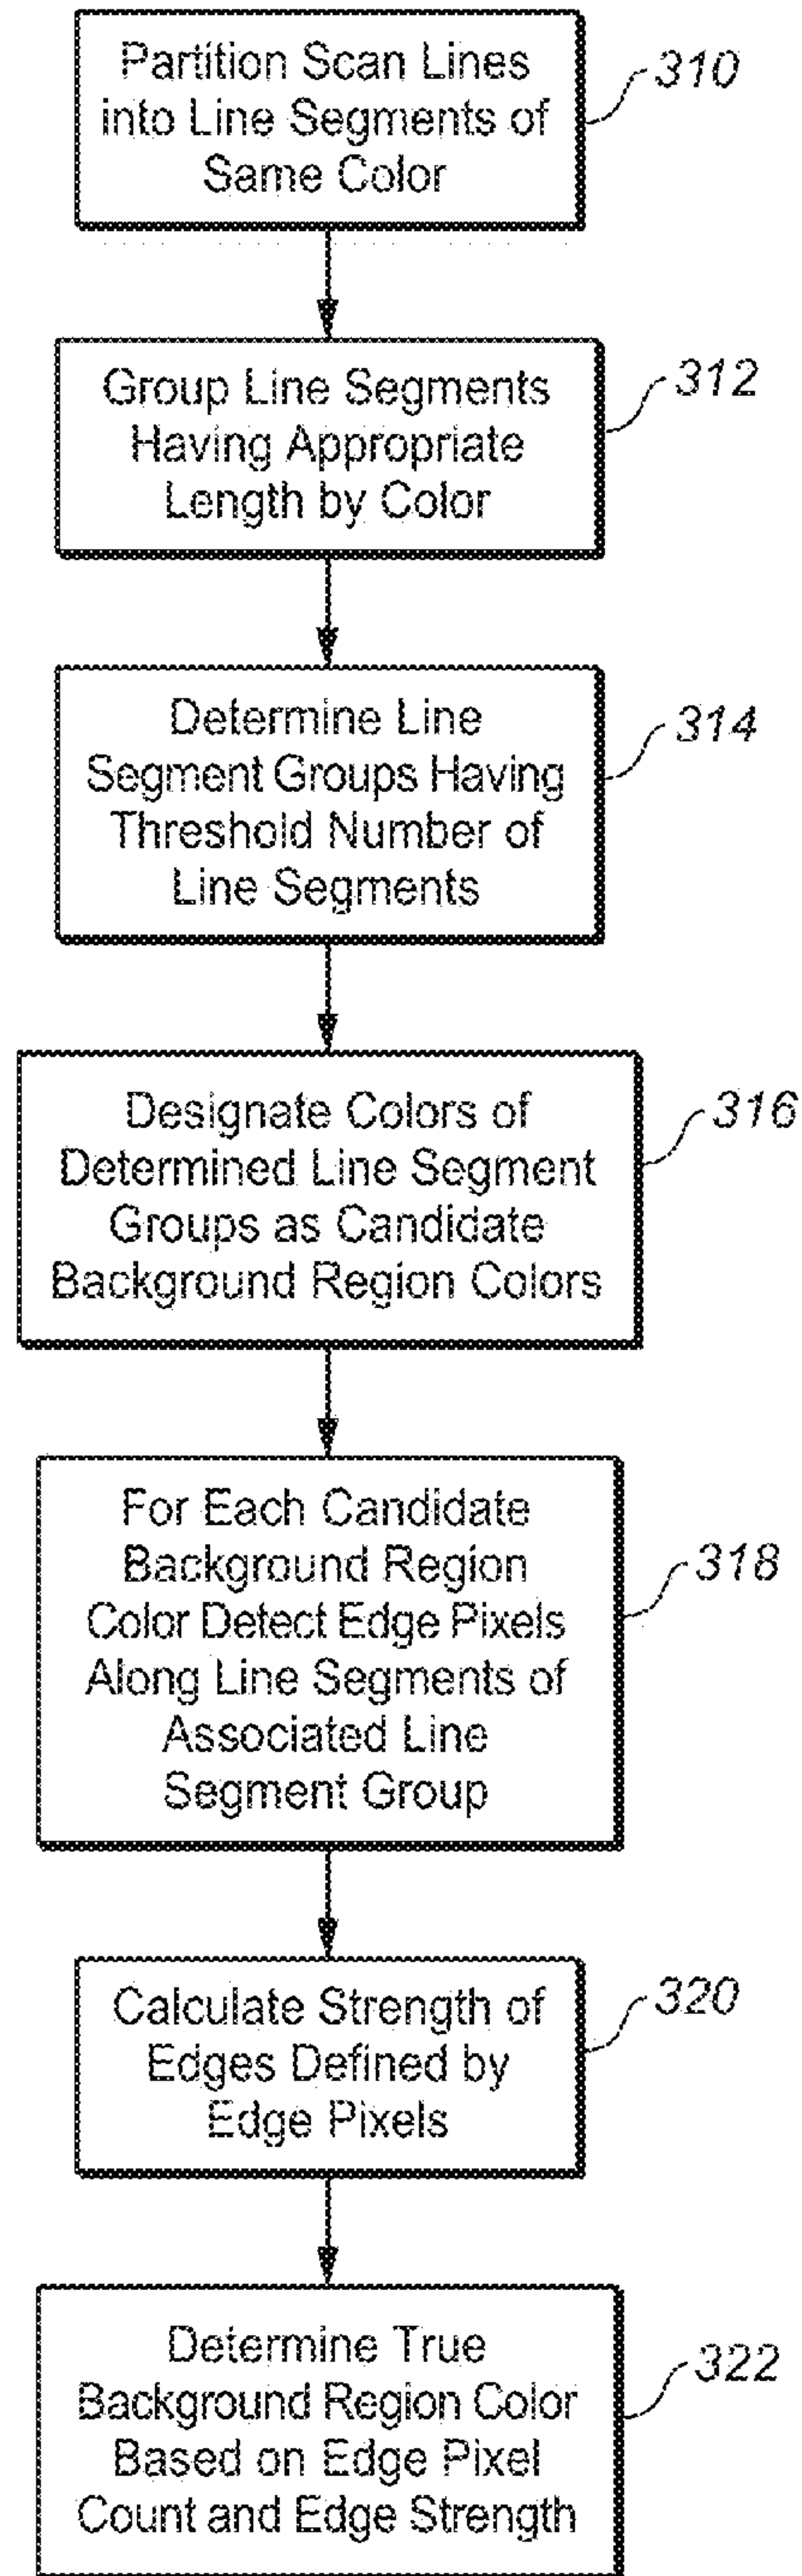 Partition Scan Lines
into Line Segments of
Same Color
310
Group Line Segments
Having Appropriate
Length by Color
312
Determine Line
Segment Groups Having
Threshold Number of
Line Segments
314
Designate Colors of
Determined Line Segment
Groups as Candidate
Background Region Colors
316
For Each Candidate
Background Region
Color Detect Edge Pixels
Along Line Segments of
Associated Line
Segment Group
318
Calculate Strength of
Edges Defined by
Edge Pixels
320
Determine True
Background Region Color
Based on Edge Pixel
Count and Edge Strength
322